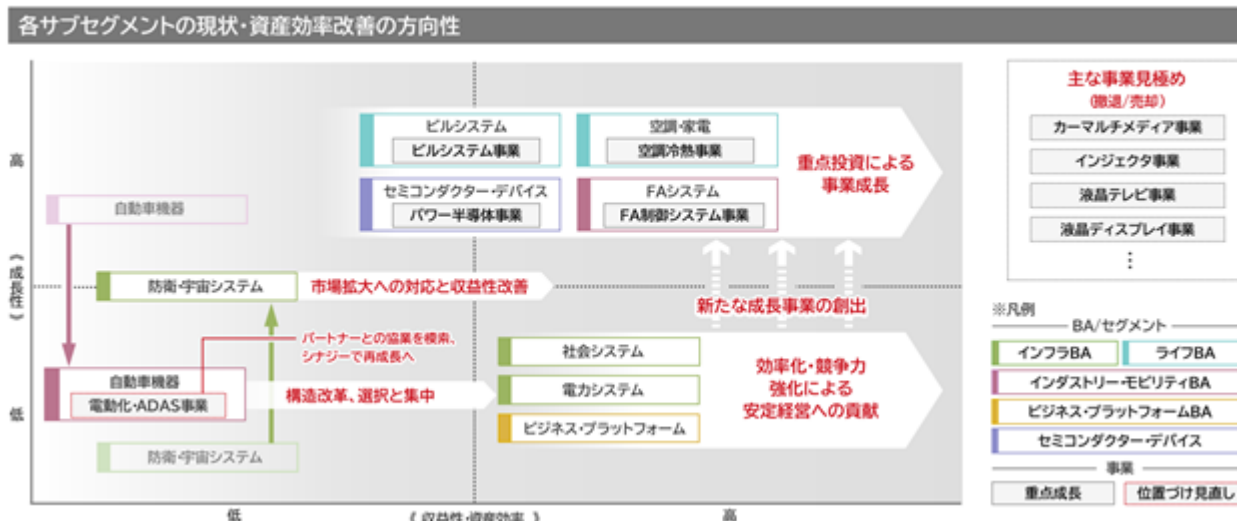 各サブセグメントの現状・資産効率改善の方向性
高
《成長性》
低
自動車機器
防衛・宇宙システム
自動車機器
電動化・ADAS事業
防衛・宇宙システム
ビルシステム
ビルシステム事業
空調・家電
空調冷熱事業
セミコンダクター・デバイス
パワー半導体事業
FAシステム
FA制御システム事業
重点投資による
事業成長
市場拡大への対応と収益性改善
新たな成長事業の創出
パートナーとの協業を模索、
シナジーで再成長へ
構造改革、選択と集中
社会システム
電力システム
ビジネス・プラットフォーム
効率化・競争力
強化による
安定経営への貢献
低
《 収益性・資産効率 》
高
主な事業見極め
(撤退/売却)
カーマルチメディア事業
インジェクタ事業
液晶テレビ事業
液晶ディスプレイ事業
⋮
※凡例
BA/セグメント
インフラBA
ライフBA
インダストリー・モビリティBA
ビジネス・プラットフォームBA
セミコンダクター・デバイス
事業
重点成長
位置づけ見直し